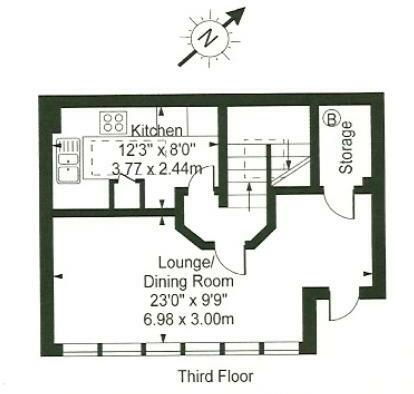 N
Kitchen
12'3" x 8'0"
3.77 x 2.44m
B
Storage
Lounge/
Dining Room
23'0" x 9'9"
6.98 x 3.00m
Third Floor